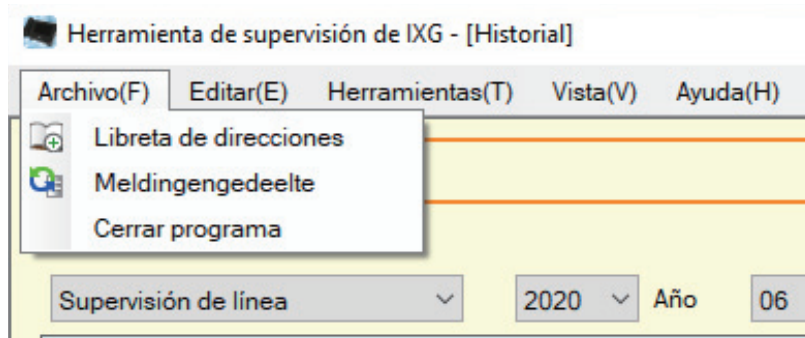 Herramienta de supervisión de IXG - [Historial]
Archivo(F) Editar(E) Herramientas(T) Vista(V) Ayuda(H)
Libreta de direcciones
Meldingengedeelte
Cerrar programa
Supervisión de línea 2020 Año 06